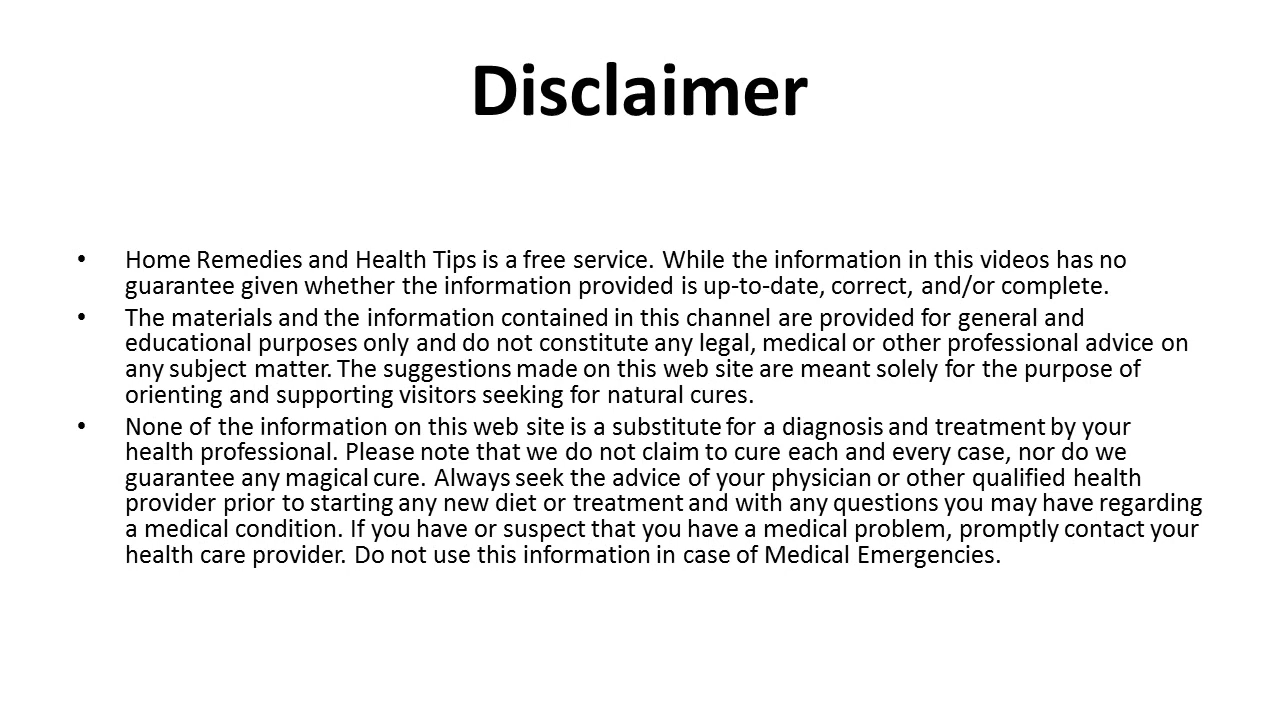 Disclaimer
• Home Remedies and Health Tips is a free service. While the information in this videos has no
guarantee given whether the information provided is up-to-date, correct, and/or complete.
• The materials and the information contained in this channel are provided for general and
educational purposes only and do not constitute any legal, medical or other professional advice on
any subject matter. The suggestions made on this web site are meant solely for the purpose of
orienting and supporting visitors seeking for natural cures.
• None of the information on this web site is a substitute for a diagnosis and treatment by your
health professional. Please note that we do not claim to cure each and every case, nor do we
guarantee any magical cure. Always seek the advice of your physician or other qualified health
provider prior to starting any new diet or treatment and with any questions you may have regarding
a medical condition. If you have or suspect that you have a medical problem, promptly contact your
health care provider. Do not use this information in case of Medical Emergencies.